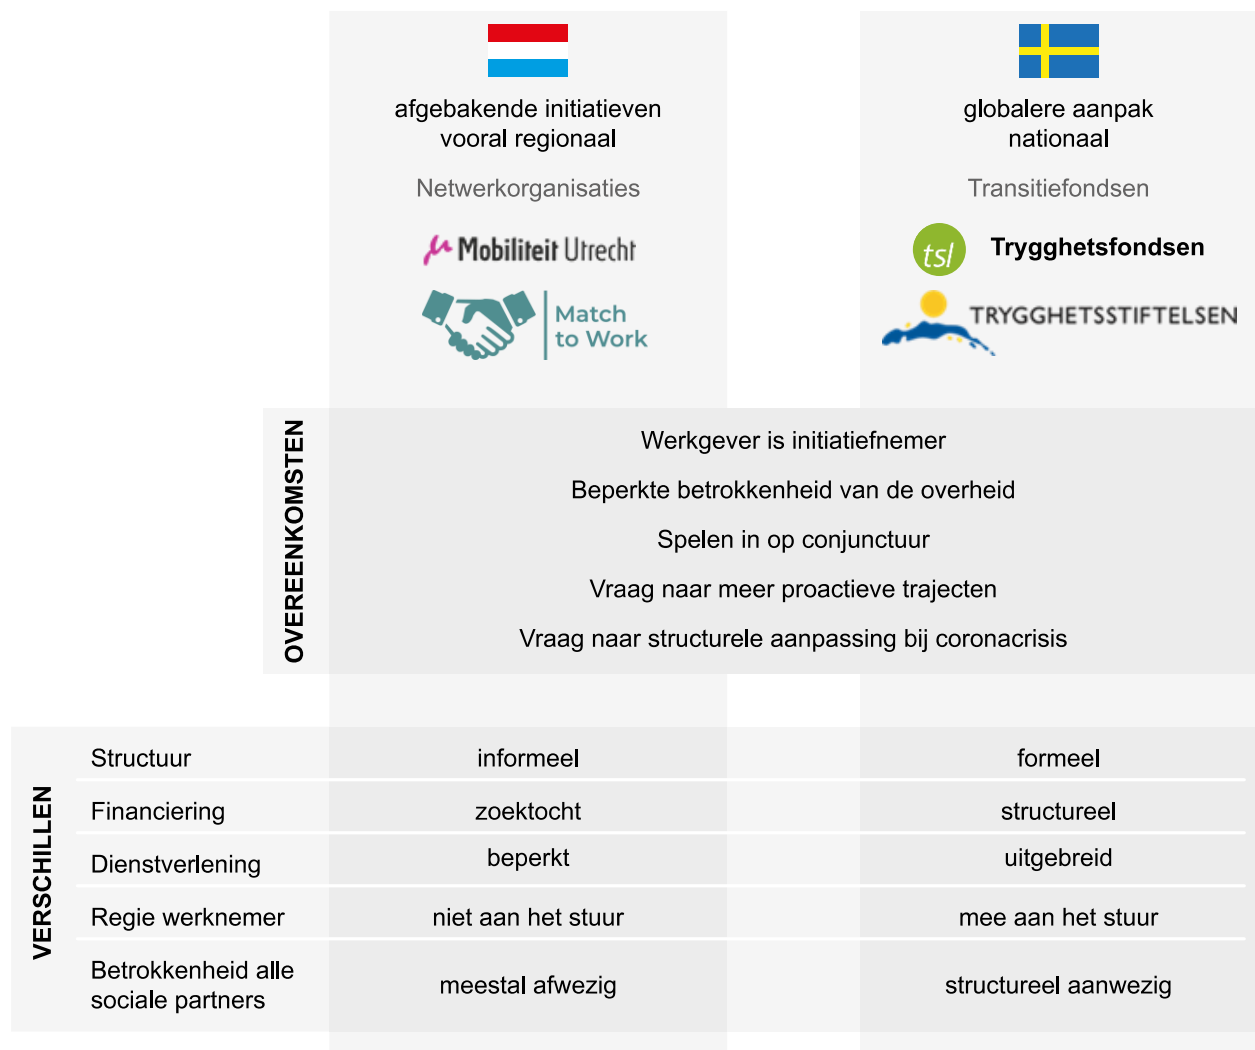 afgebakende initiatieven
vooral regionaal
Netwerkorganisaties
μ Mobiliteit Utrecht
Match
to Work
globalere aanpak
nationaal
Transitiefondsen
tsl Trygghetsfondsen
TRYGGHETSSTIFTELSEN
OVEREENKOMSTEN
Werkgever is initiatiefnemer
Beperkte betrokkenheid van de overheid
Spelen in op conjunctuur
Vraag naar meer proactieve trajecten
Vraag naar structurele aanpassing bij coronacrisis
VERSCHILLEN
Structuur informeel formeel
Financiering zoektocht structureel
Dienstverlening beperkt uitgebreid
Regie werknemer niet aan het stuur mee aan het stuur
Betrokkenheid alle
sociale partners meestal afwezig structureel aanwezig